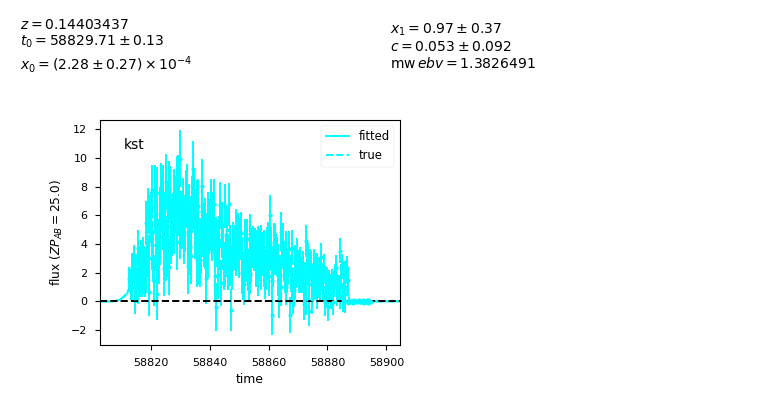 z = 0.14403437
t₀ = 58829.71 ± 0.13
x₀ = (2.28 ± 0.27) × 10⁻⁴
x₁ = 0.97 ± 0.37
c = 0.053 ± 0.092
mw ebv = 1.3826491
kst
fitted
true
flux (ZP_AB = 25.0)
12
10
8
6
4
2
0
−2
58820 58840 58860 58880 58900
time